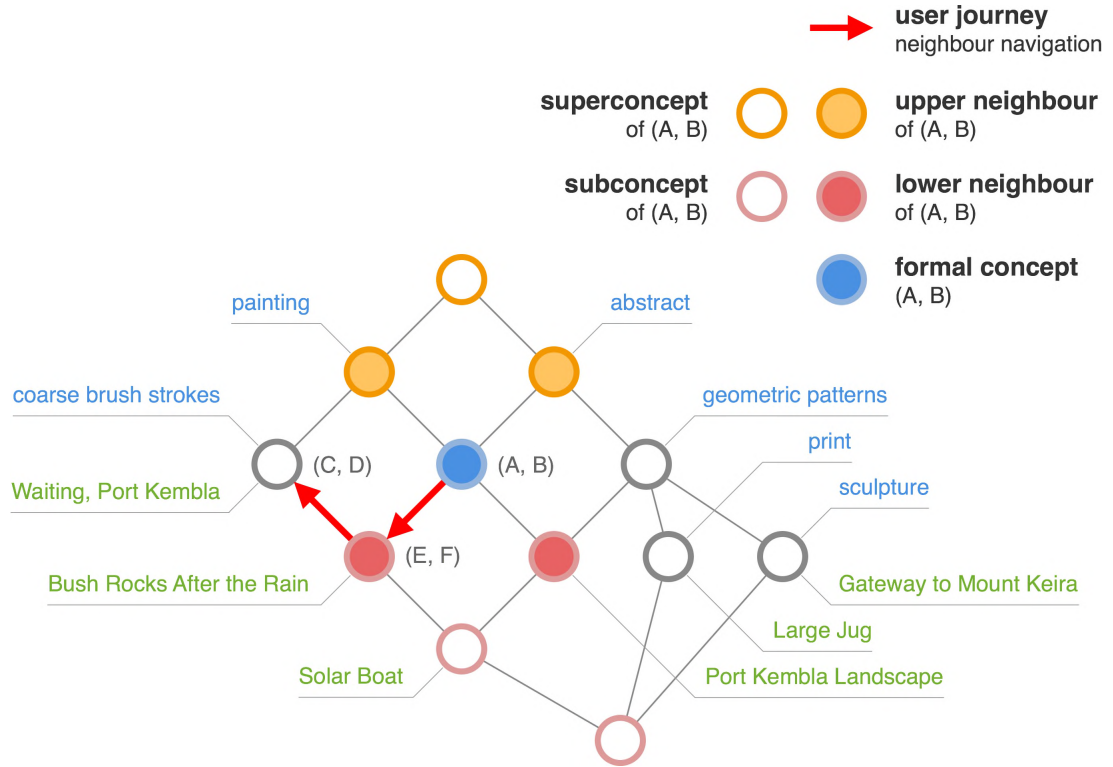 user journey
neighbour navigation
superconcept
of (A, B)
upper neighbour
of (A, B)
subconcept
of (A, B)
lower neighbour
of (A, B)
formal concept
(A, B)
painting
abstract
coarse brush strokes
geometric patterns
print
(C, D)
(A, B)
Waiting, Port Kembla
sculpture
(E, F)
Bush Rocks After the Rain
Gateway to Mount Keira
Large Jug
Solar Boat
Port Kembla Landscape